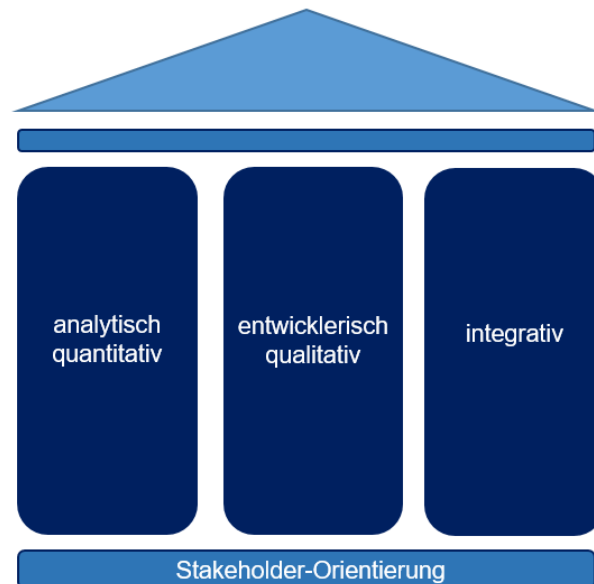 analytisch
quantitativ
entwicklerisch
qualitativ
integrativ
Stakeholder-Orientierung